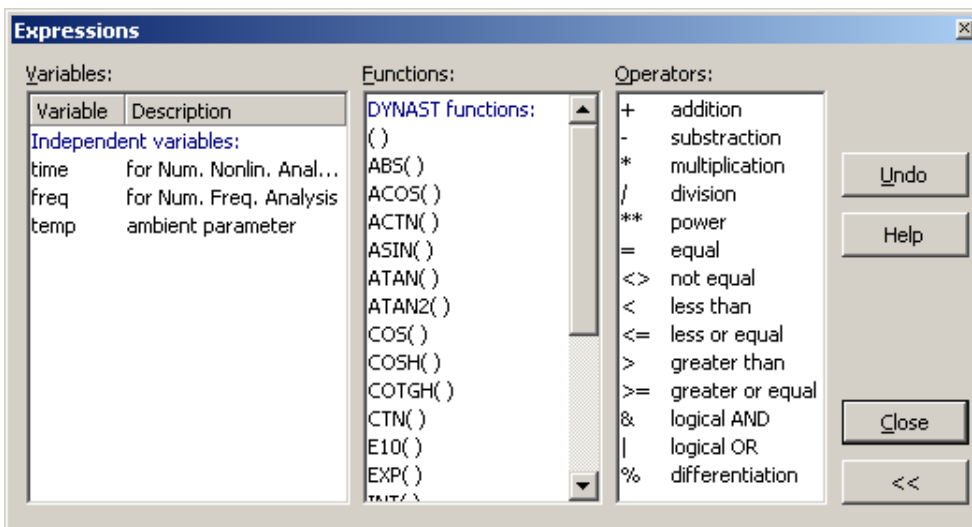 Expressions
Variables:
Variable Description
Independent variables:
time for Num. Nonlin. Anal...
freq for Num. Freq. Analysis
temp ambient parameter
Functions:
DYNAST functions:
( )
ABS( )
ACOS( )
ACTN( )
ASIN( )
ATAN( )
ATAN2( )
COS( )
COSH( )
COTGH( )
CTN( )
E10( )
EXP( )
INT( )
Operators:
+ addition
- substraction
* multiplication
/ division
** power
= equal
<> not equal
< less than
<= less or equal
> greater than
>= greater or equal
& logical AND
| logical OR
% differentiation
Undo
Help
Close
<<